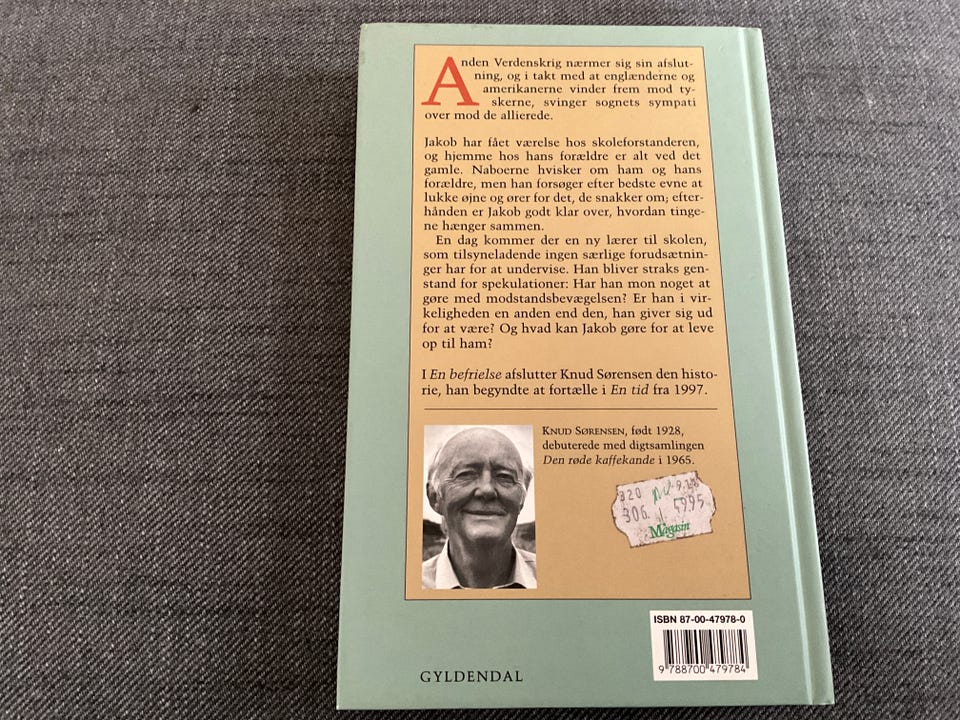 Anden Verdenskrig nærmer sig sin afslut-
ning, og i takt med at englænderne og
amerikanerne vinder frem mod ty-
skerne, svinger sognets sympati
over mod de allierede.
Jakob har fået værelse hos skoleforstanderen,
og hjemme hos hans forældre er alt ved det
gamle. Naboerne hvisker om ham og hans
forældre, men han forsøger efter bedste evne at
lukke øjne og ører for det, de snakker om; efter-
hånden er Jakob godt klar over, hvordan tinge-
ne hænger sammen.
En dag kommer der en ny lærer til skolen,
som tilsyneladende ingen særlige forudsætnin-
ger har for at undervise. Han bliver straks gen-
stand for spekulationer: Har han mon noget at
gøre med modstandsbevægelsen? Er han i vir-
keligheden en anden end den, han giver sig ud
for at være? Og hvad kan Jakob gøre for at leve
op til ham?
I En befrielse afslutter Knud Sørensen den histo-
rie, han begyndte at fortælle i En tid fra 1997.
KNUD SØRENSEN, født 1928,
debuterede med digtsamlingen
Den røde kaffekande i 1965.
320
306
Magasin
ISBN 87-00-47978-0
9 788700 479784
GYLDENDAL